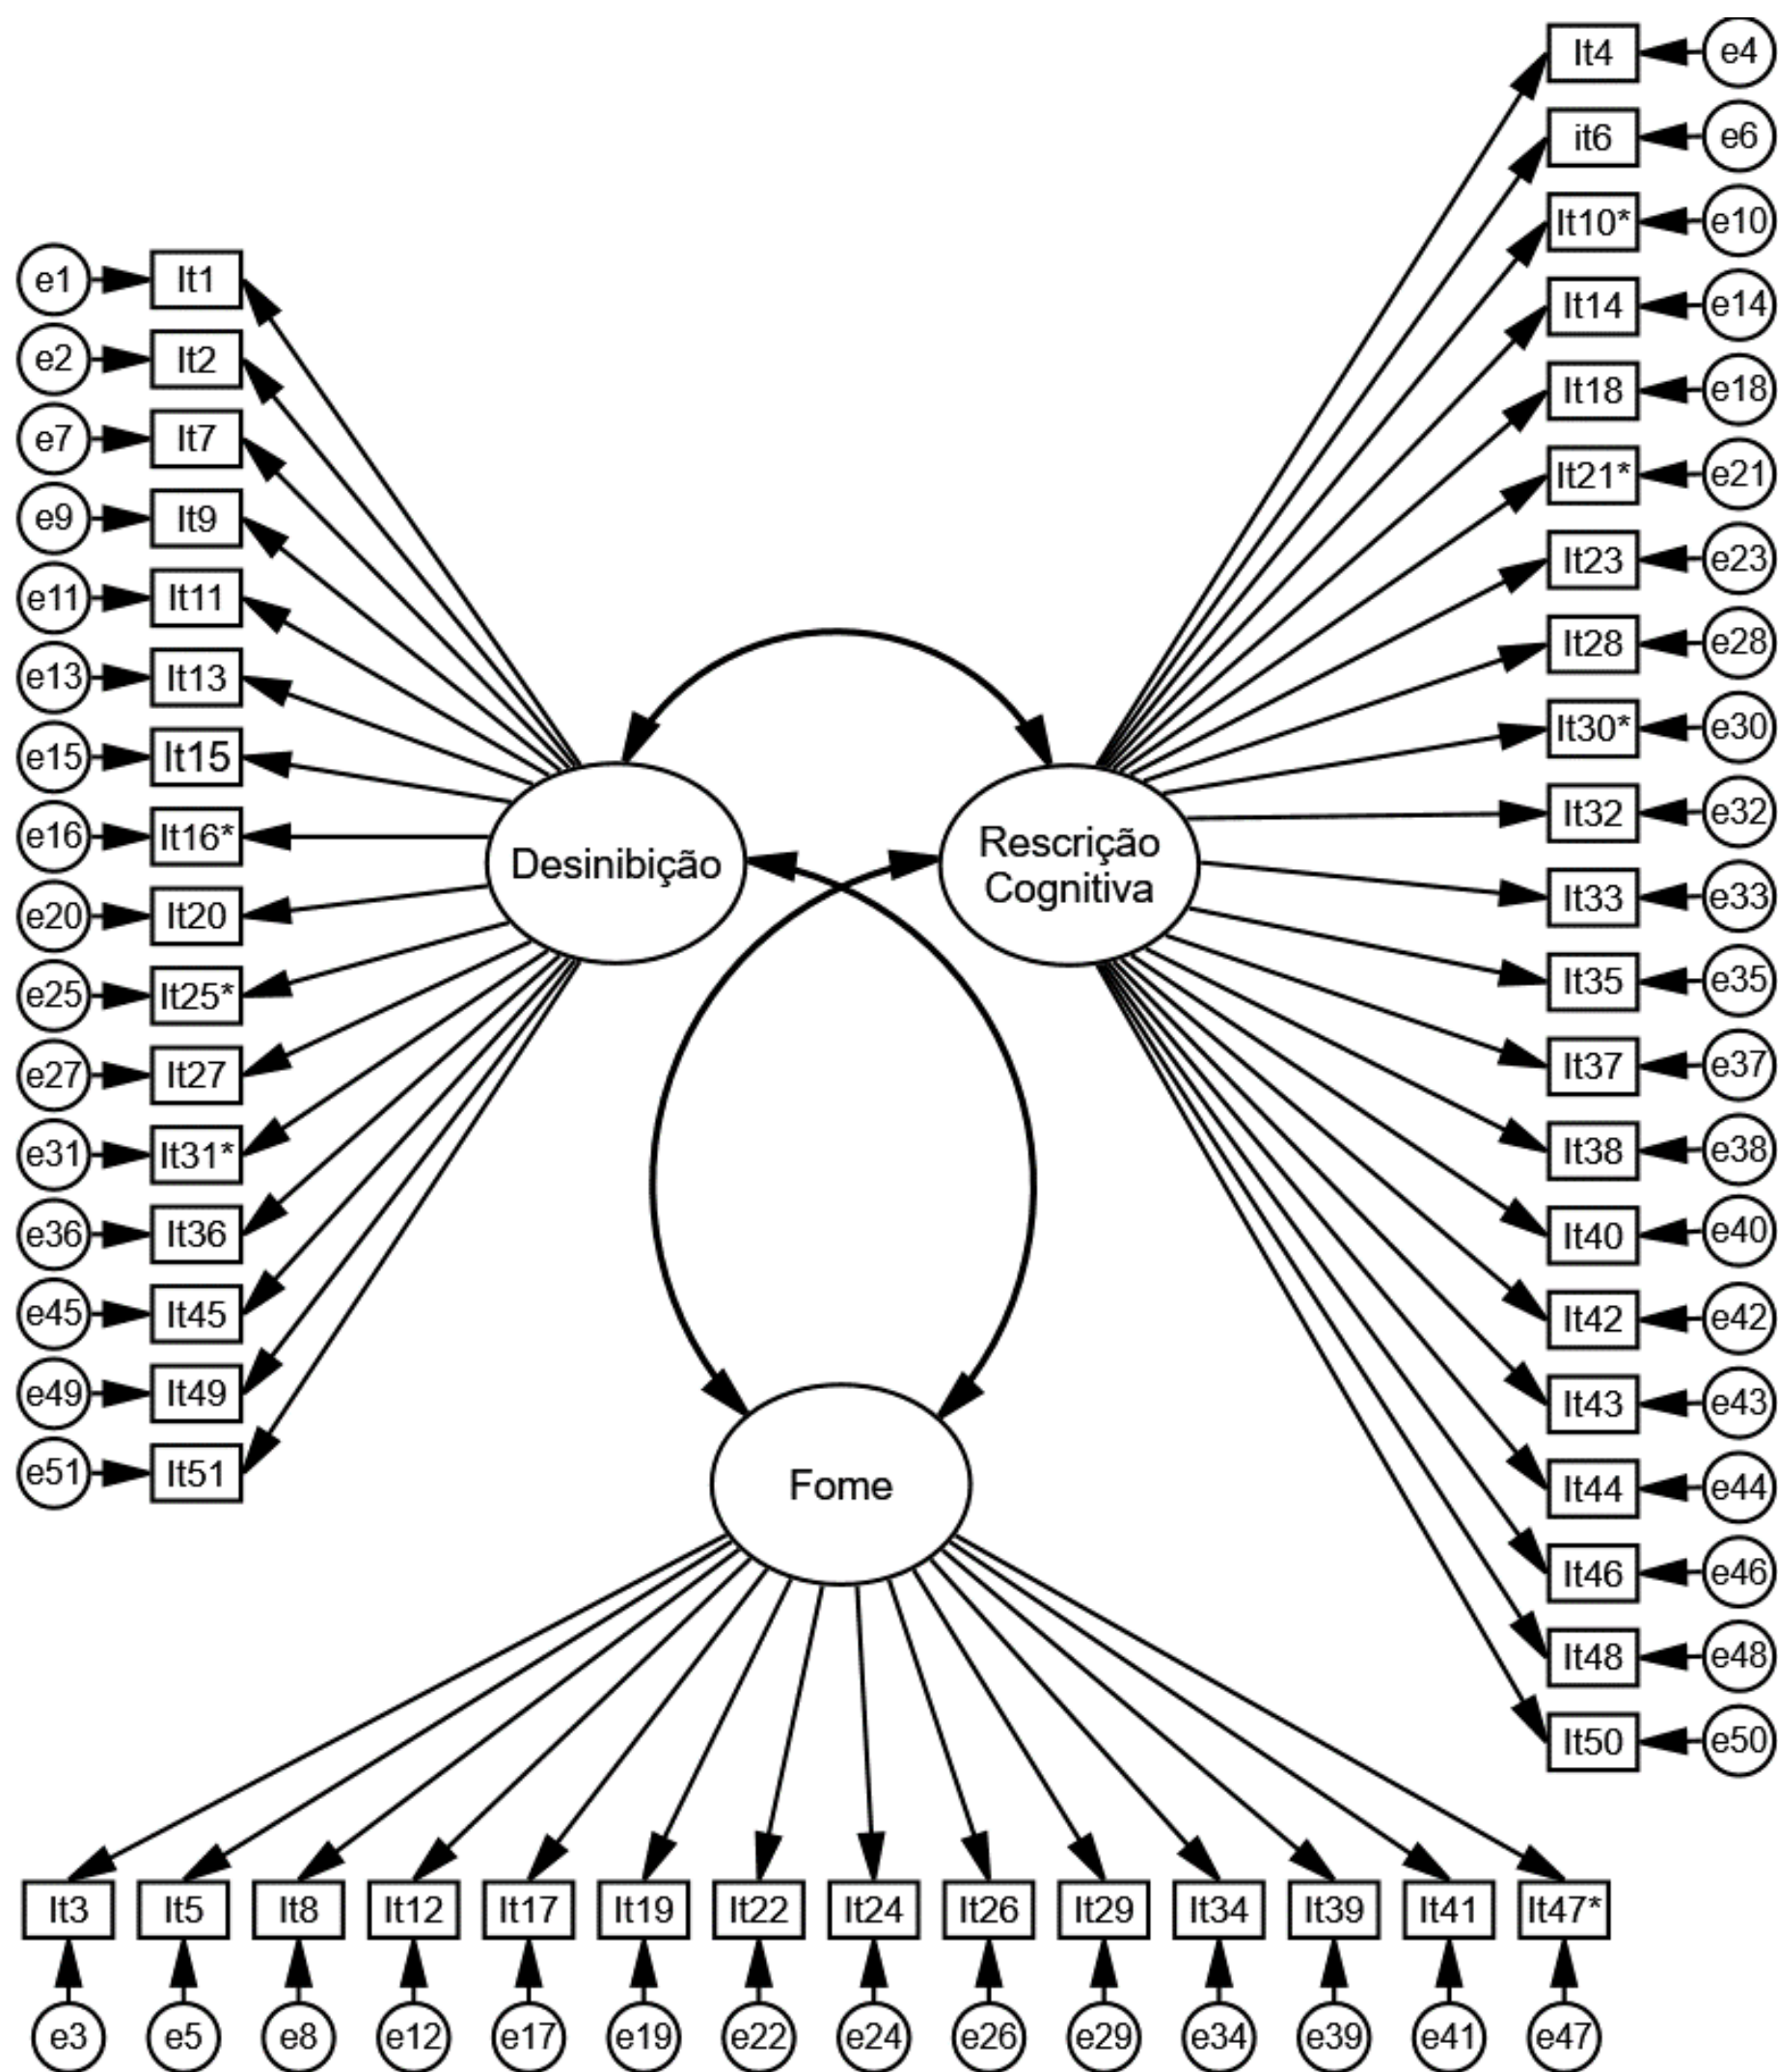 e1 It1
e2 It2
e7 It7
e9 It9
e11 It11
e13 It13
e15 It15
e16 It16*
e20 It20
e25 It25*
e27 It27
e31 It31*
e36 It36
e45 It45
e49 It49
e51 It51
Desinibição
Rescrição
Cognitiva
It4 e4
it6 e6
It10* e10
It14 e14
It18 e18
It21* e21
It23 e23
It28 e28
It30* e30
It32 e32
It33 e33
It35 e35
It37 e37
It38 e38
It40 e40
It42 e42
It43 e43
It44 e44
It46 e46
It48 e48
It50 e50
Fome
It3 It5 It8 It12 It17 It19 It22 It24 It26 It29 It34 It39 It41 It47*
e3 e5 e8 e12 e17 e19 e22 e24 e26 e29 e34 e39 e41 e47